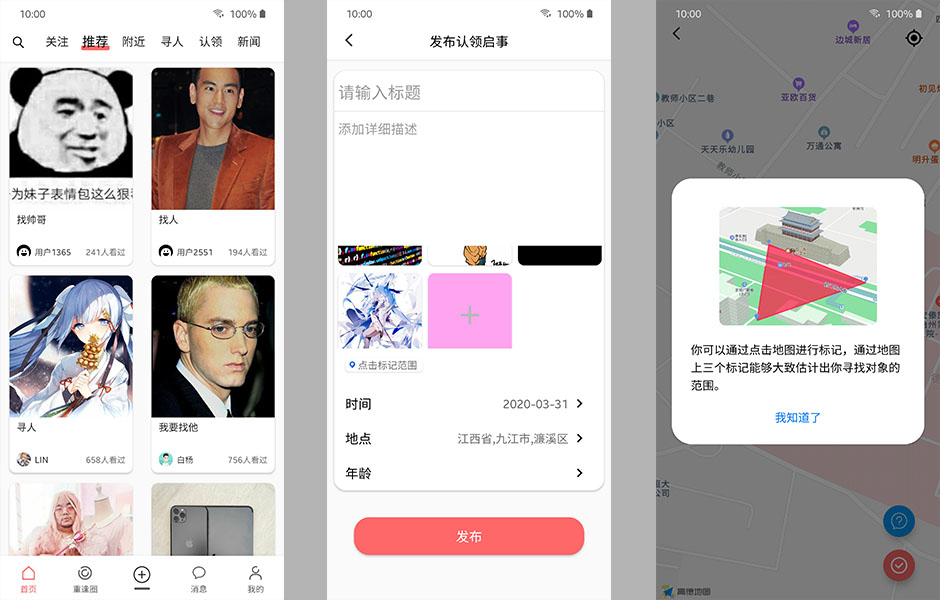 10:00
100%
关注 推荐 附近 寻人 认领 新闻
为妹子表情包这么狠
找帅哥
用户1365 241人看过
找人
用户2551 194人看过
寻人
LIN 658人看过
我要找他
白杨 756人看过
首页 重逢圈 消息 我的
10:00
100%
发布认领启事
请输入标题
添加详细描述
点击标记范围
时间 2020-03-31
地点 江西省,九江市,濂溪区
年龄
发布
10:00
100%
边城新居
亚欧百货
初见
教师小区二巷
小区
天天乐幼儿园
万通公寓
明升蛋
教师小
你可以通过点击地图进行标记，通过地图
上三个标记能够大致估计出你寻找对象的
范围。
我知道了
高德地图